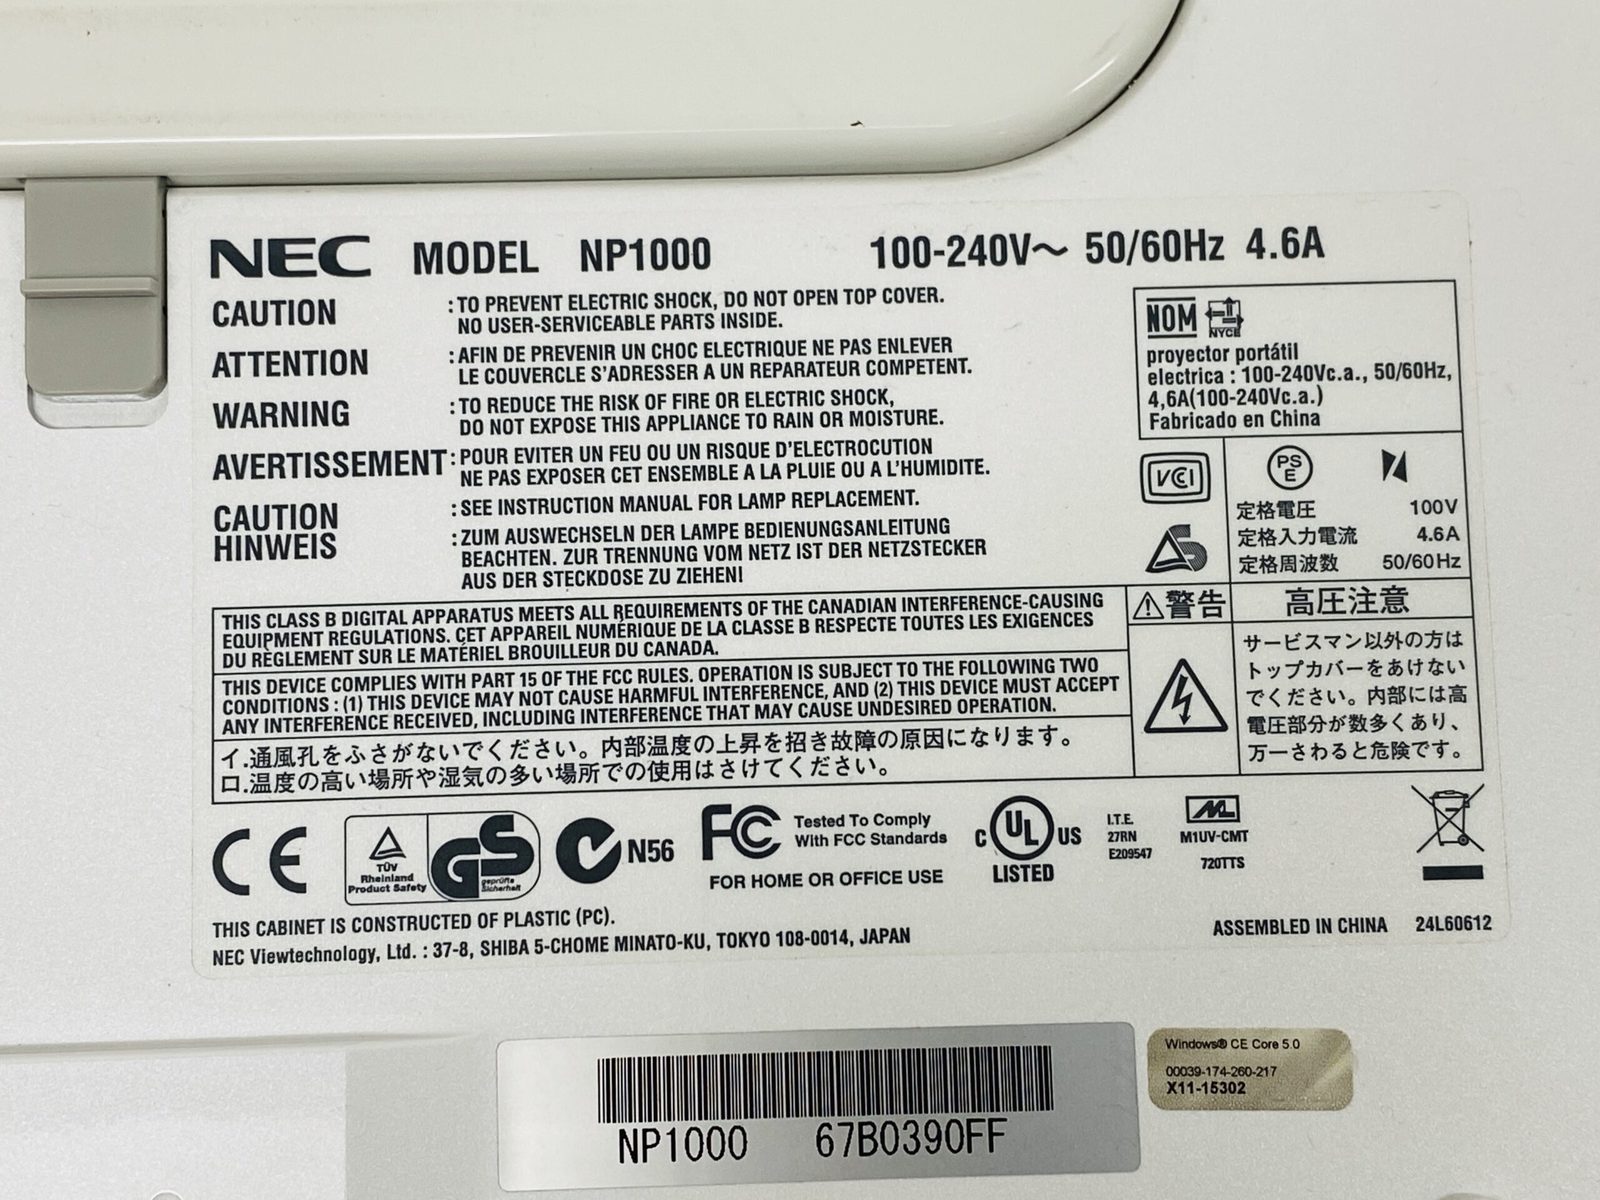 NEC MODEL NP1000 100-240V～ 50/60Hz 4.6A
CAUTION : TO PREVENT ELECTRIC SHOCK, DO NOT OPEN TOP COVER.
NO USER-SERVICEABLE PARTS INSIDE.
ATTENTION : AFIN DE PREVENIR UN CHOC ELECTRIQUE NE PAS ENLEVER
LE COUVERCLE S'ADRESSER A UN REPARATEUR COMPETENT.
WARNING : TO REDUCE THE RISK OF FIRE OR ELECTRIC SHOCK,
DO NOT EXPOSE THIS APPLIANCE TO RAIN OR MOISTURE.
AVERTISSEMENT : POUR EVITER UN FEU OU UN RISQUE D'ELECTROCUTION
NE PAS EXPOSER CET ENSEMBLE A LA PLUIE OU A L'HUMIDITE.
CAUTION : SEE INSTRUCTION MANUAL FOR LAMP REPLACEMENT.
HINWEIS : ZUM AUSWECHSELN DER LAMPE BEDIENUNGSANLEITUNG
BEACHTEN. ZUR TRENNUNG VOM NETZ IST DER NETZSTECKER
AUS DER STECKDOSE ZU ZIEHEN!
NOM NYCE
proyector portátil
electrica : 100-240Vc.a., 50/60Hz,
4,6A(100-240Vc.a.)
Fabricado en China
VCI
PS
E
定格電圧 100V
定格入力電流 4.6A
定格周波数 50/60Hz
THIS CLASS B DIGITAL APPARATUS MEETS ALL REQUIREMENTS OF THE CANADIAN INTERFERENCE-CAUSING
EQUIPMENT REGULATIONS. CET APPAREIL NUMÉRIQUE DE LA CLASSE B RESPECTE TOUTES LES EXIGENCES
DU RÈGLEMENT SUR LE MATÉRIEL BROUILLEUR DU CANADA.
THIS DEVICE COMPLIES WITH PART 15 OF THE FCC RULES. OPERATION IS SUBJECT TO THE FOLLOWING TWO
CONDITIONS : (1) THIS DEVICE MAY NOT CAUSE HARMFUL INTERFERENCE, AND (2) THIS DEVICE MUST ACCEPT
ANY INTERFERENCE RECEIVED, INCLUDING INTERFERENCE THAT MAY CAUSE UNDESIRED OPERATION.
イ.通風孔をふさがないでください。内部温度の上昇を招き故障の原因になります。
ロ.温度の高い場所や湿気の多い場所での使用はさけてください。
警告 高圧注意
サービスマン以外の方は
トップカバーをあけない
でください。内部には高
電圧部分が数多くあり、
万一さわると危険です。
CE
TÜV
Rheinland
Product Safety
GS
geprüfte
Sicherheit
N56
FC Tested To Comply
With FCC Standards
FOR HOME OR OFFICE USE
C UL US
LISTED
I.T.E.
27RN
E209547
M1UV-CMT
720TTS
THIS CABINET IS CONSTRUCTED OF PLASTIC (PC).
NEC Viewtechnology, Ltd. : 37-8, SHIBA 5-CHOME MINATO-KU, TOKYO 108-0014, JAPAN
ASSEMBLED IN CHINA 24L60612
NP1000 67B0390FF
Windows® CE Core 5.0
00039-174-260-217
X11-15302